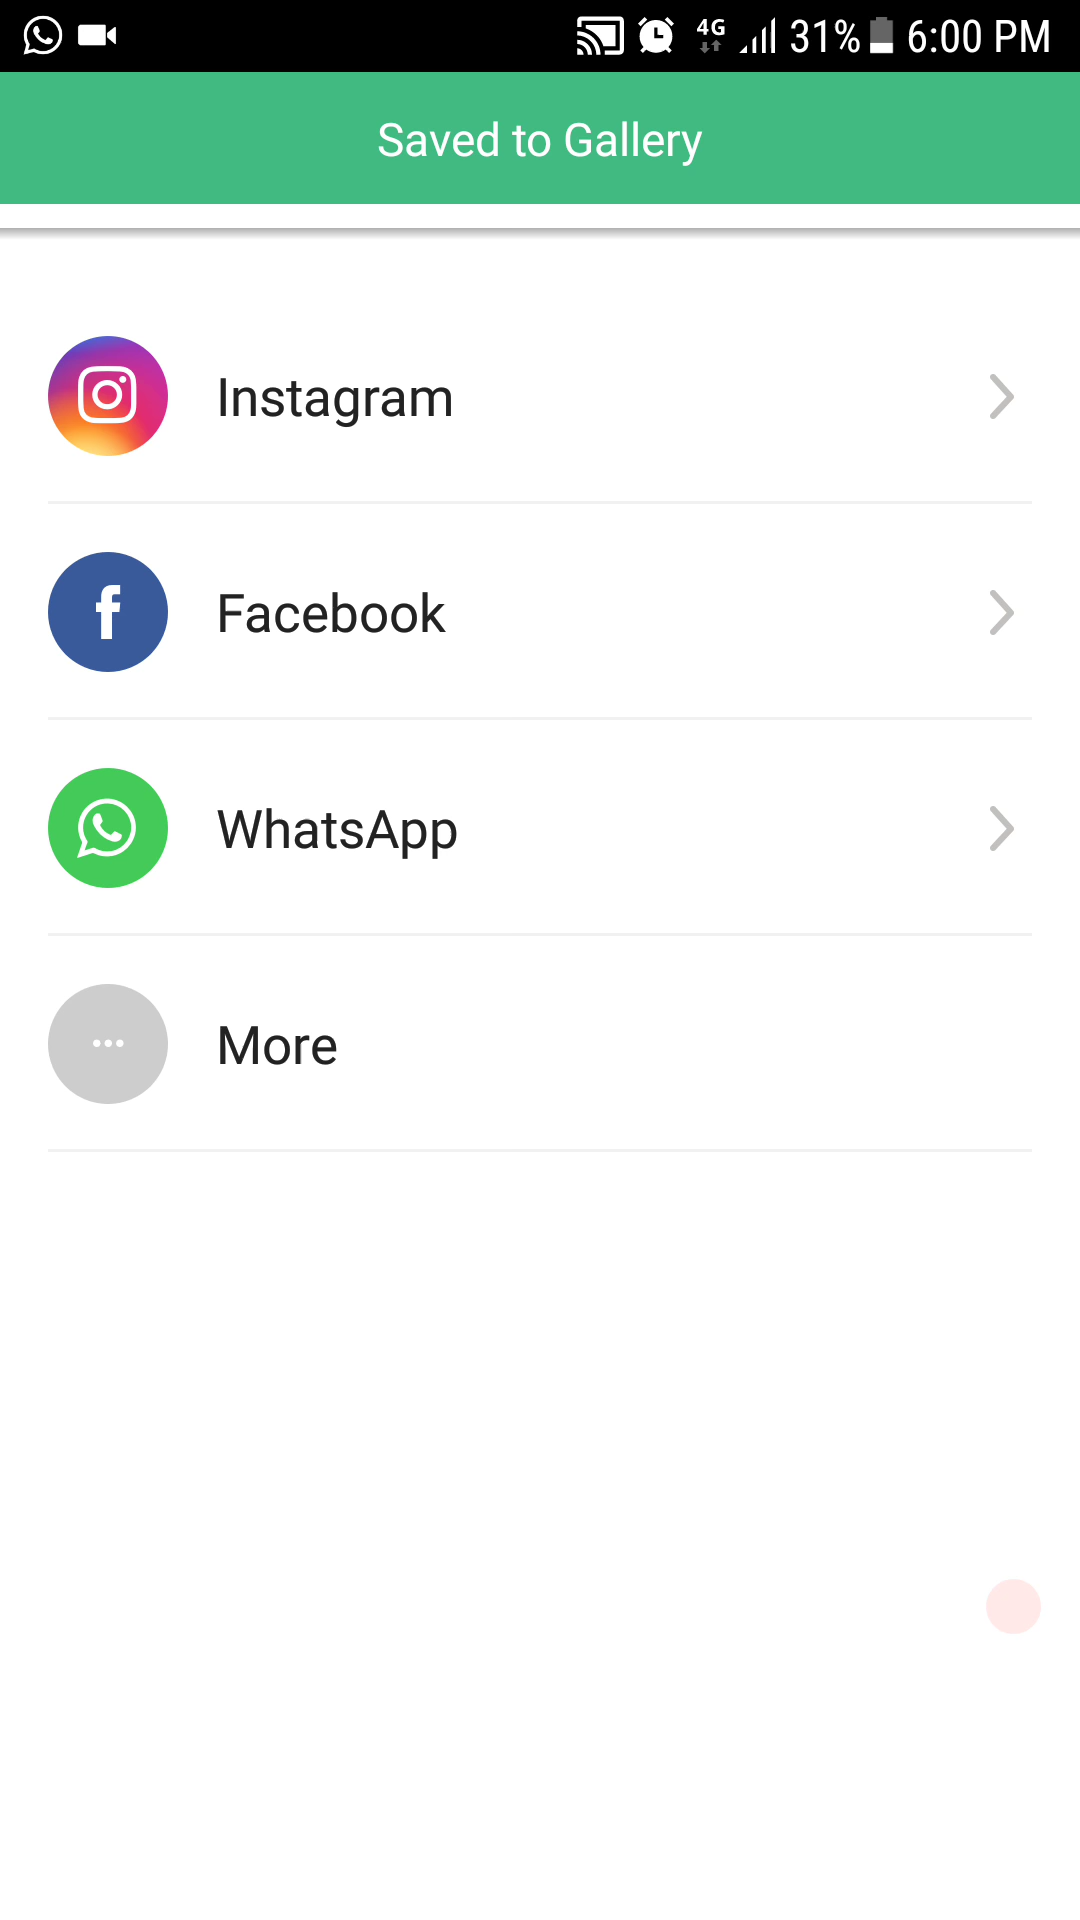 4G 31% 6:00 PM
Saved to Gallery
Instagram
Facebook
WhatsApp
More